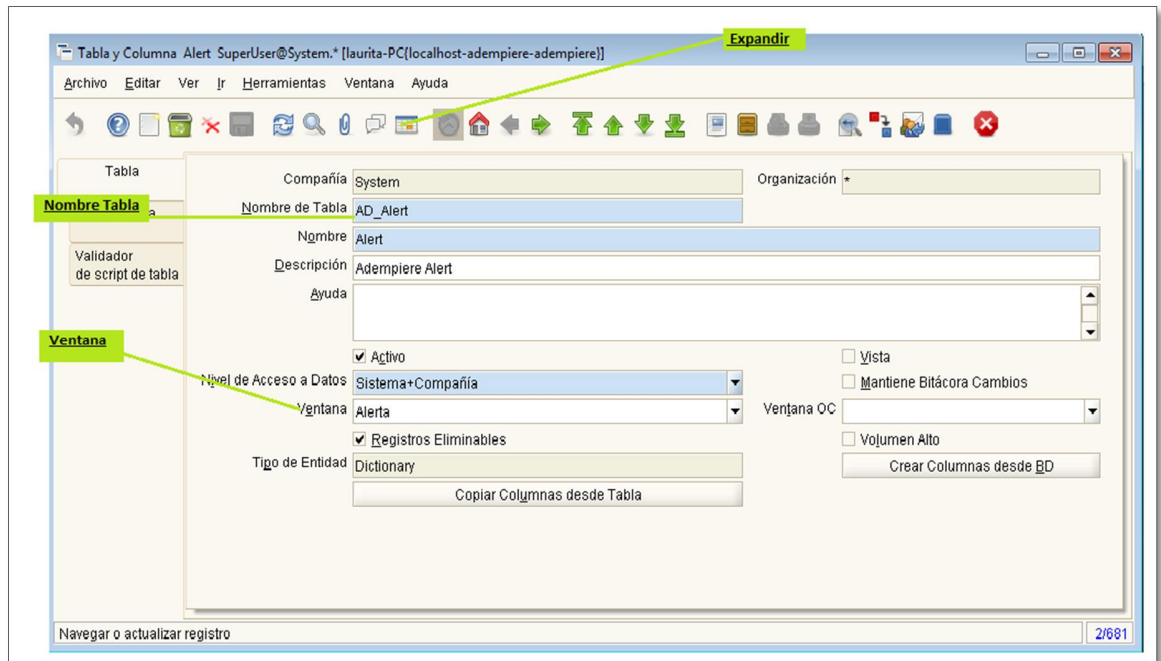 Expandir
Tabla y Columna Alert SuperUser@System.* [laurita-PC{localhost-adempiere-adempiere}]
Archivo Editar Ver Ir Herramientas Ventana Ayuda
Tabla
Compañía System Organización *
Nombre Tabla
Nombre de Tabla AD_Alert
Nombre Alert
Validador
de script de tabla
Descripción Adempiere Alert
Ayuda
Ventana
Activo Vista
Nivel de Acceso a Datos Sistema+Compañía Mantiene Bitácora Cambios
Ventana Alerta Ventana OC
Registros Eliminables Volumen Alto
Tipo de Entidad Dictionary Crear Columnas desde BD
Copiar Columnas desde Tabla
Navegar o actualizar registro 2/681